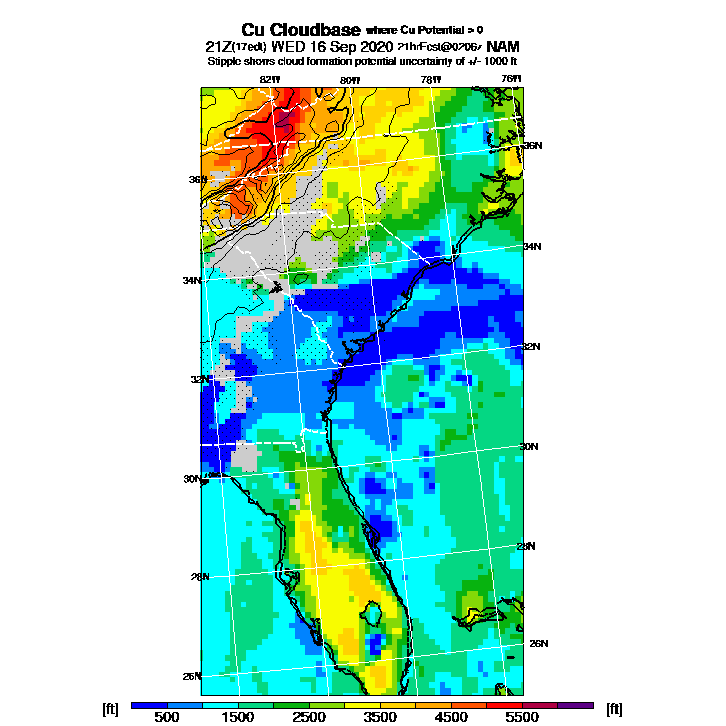 Cu Cloudbase where Cu Potential > 0
21Z(17edt) WED 16 Sep 2020 21hrFcst@0206z NAM
Stipple shows cloud formation potential uncertainty of +/- 1000 ft
82W 80W 78W 76W
36N
36N
34N
34N
32N
32N
30N
30N
28N
28N
26N
26N
[ft] 500 1500 2500 3500 4500 5500 [ft]